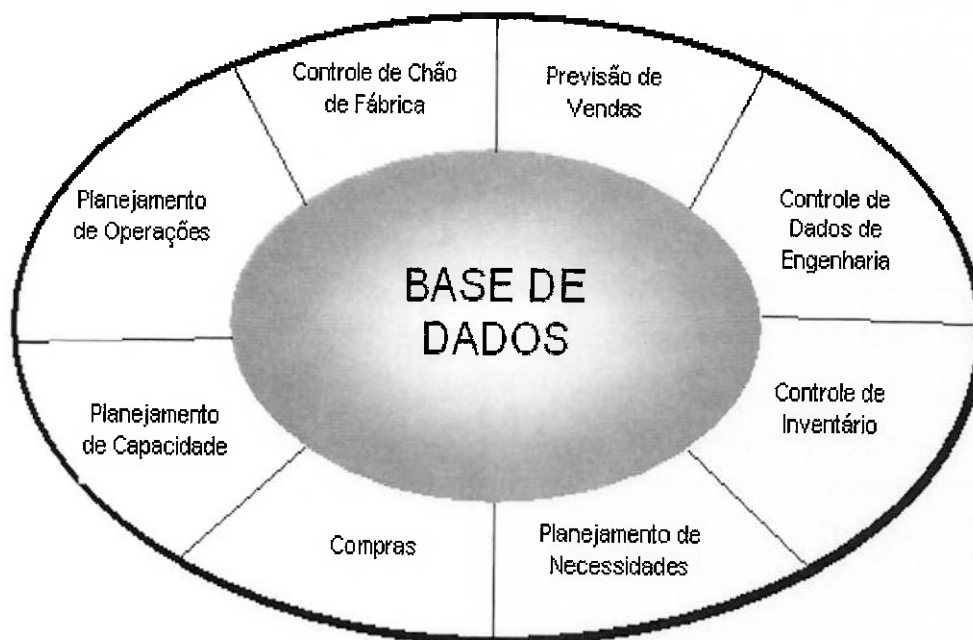 Controle de Chão
de Fábrica
Previsão de
Vendas
Planejamento
de Operações
Controle de
Dados de
Engenharia
BASE DE
DADOS
Planejamento
de Capacidade
Controle de
Inventário
Compras
Planejamento de
Necessidades